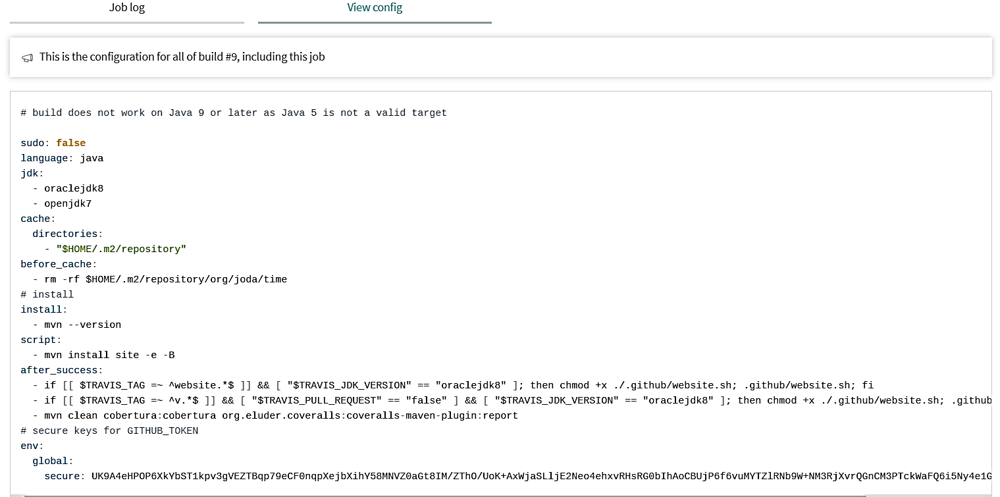 Job log View config
This is the configuration for all of build #9, including this job
# build does not work on Java 9 or later as Java 5 is not a valid target
sudo: false
language: java
jdk:
  - oraclejdk8
  - openjdk7
cache:
  directories:
    - "$HOME/.m2/repository"
before_cache:
  - rm -rf $HOME/.m2/repository/org/joda/time
# install
install:
  - mvn --version
script:
  - mvn install site -e -B
after_success:
  - if [[ $TRAVIS_TAG =~ ^website.*$ ]] && [ "$TRAVIS_JDK_VERSION" == "oraclejdk8" ]; then chmod +x ./.github/website.sh; .github/website.sh; fi
  - if [[ $TRAVIS_TAG =~ ^v.*$ ]] && [ "$TRAVIS_PULL_REQUEST" == "false" ] && [ "$TRAVIS_JDK_VERSION" == "oraclejdk8" ]; then chmod +x ./.github/website.sh; .github
  - mvn clean cobertura:cobertura org.eluder.coveralls:coveralls-maven-plugin:report
# secure keys for GITHUB_TOKEN
env:
  global:
    secure: UK9A4eHPOP6XkYbST1kpv3gVEZTBqp79eCF0nqpXejbXihY58MNVZ0aGt8IM/ZThO/UoK+AxWjaSLljE2Neo4ehxvRHsRG0bIhAoCBUjP6f6vuMYTZlRNb9W+NM3RjXvrQGnCM3PTckWaFQ6i5Ny4e1G